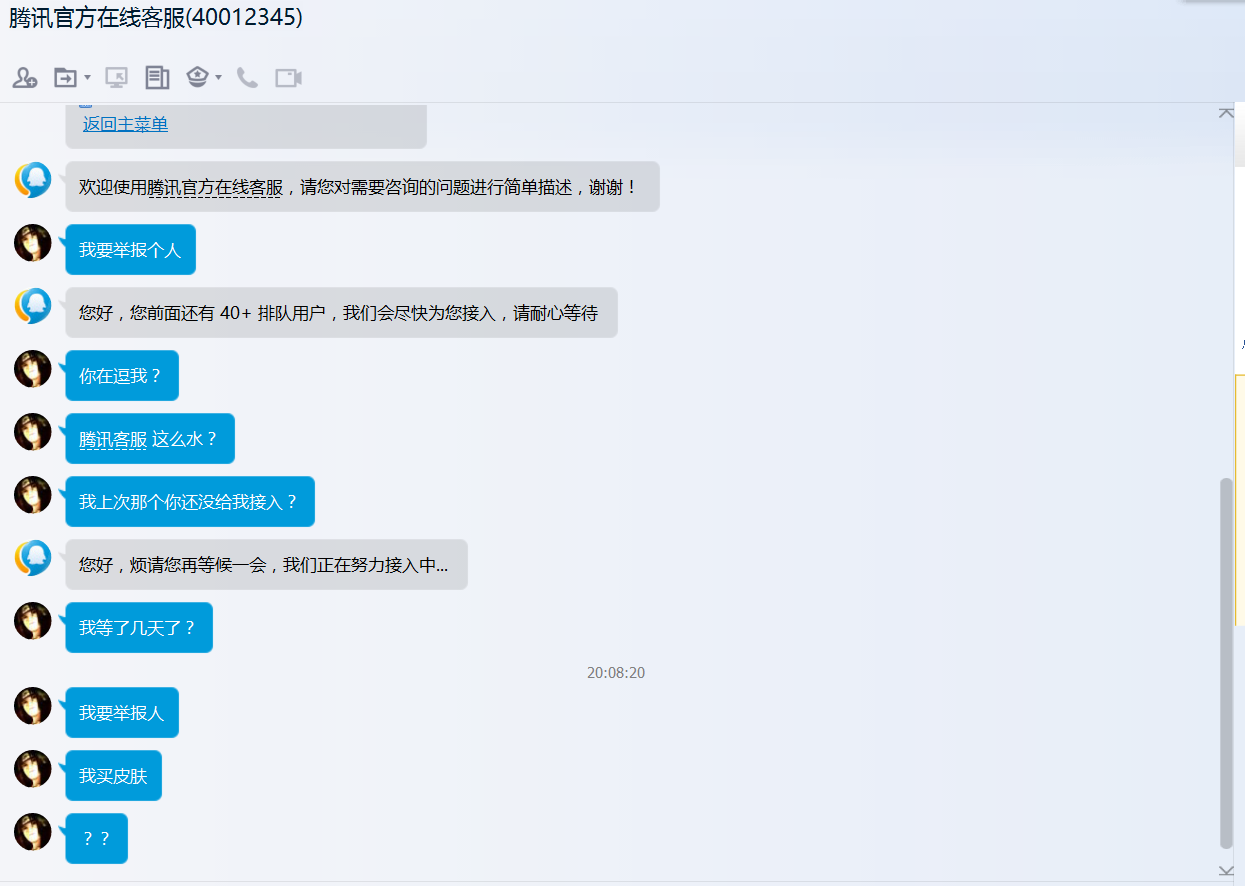 腾讯官方在线客服(40012345)
返回主菜单
欢迎使用腾讯官方在线客服，请您对需要咨询的问题进行简单描述，谢谢！
我要举报个人
您好，您前面还有 40+ 排队用户，我们会尽快为您接入，请耐心等待
你在逗我？
腾讯客服 这么水？
我上次那个你还没给我接入？
您好，烦请您再等候一会，我们正在努力接入中...
我等了几天了？
20:08:20
我要举报人
我买皮肤
？？